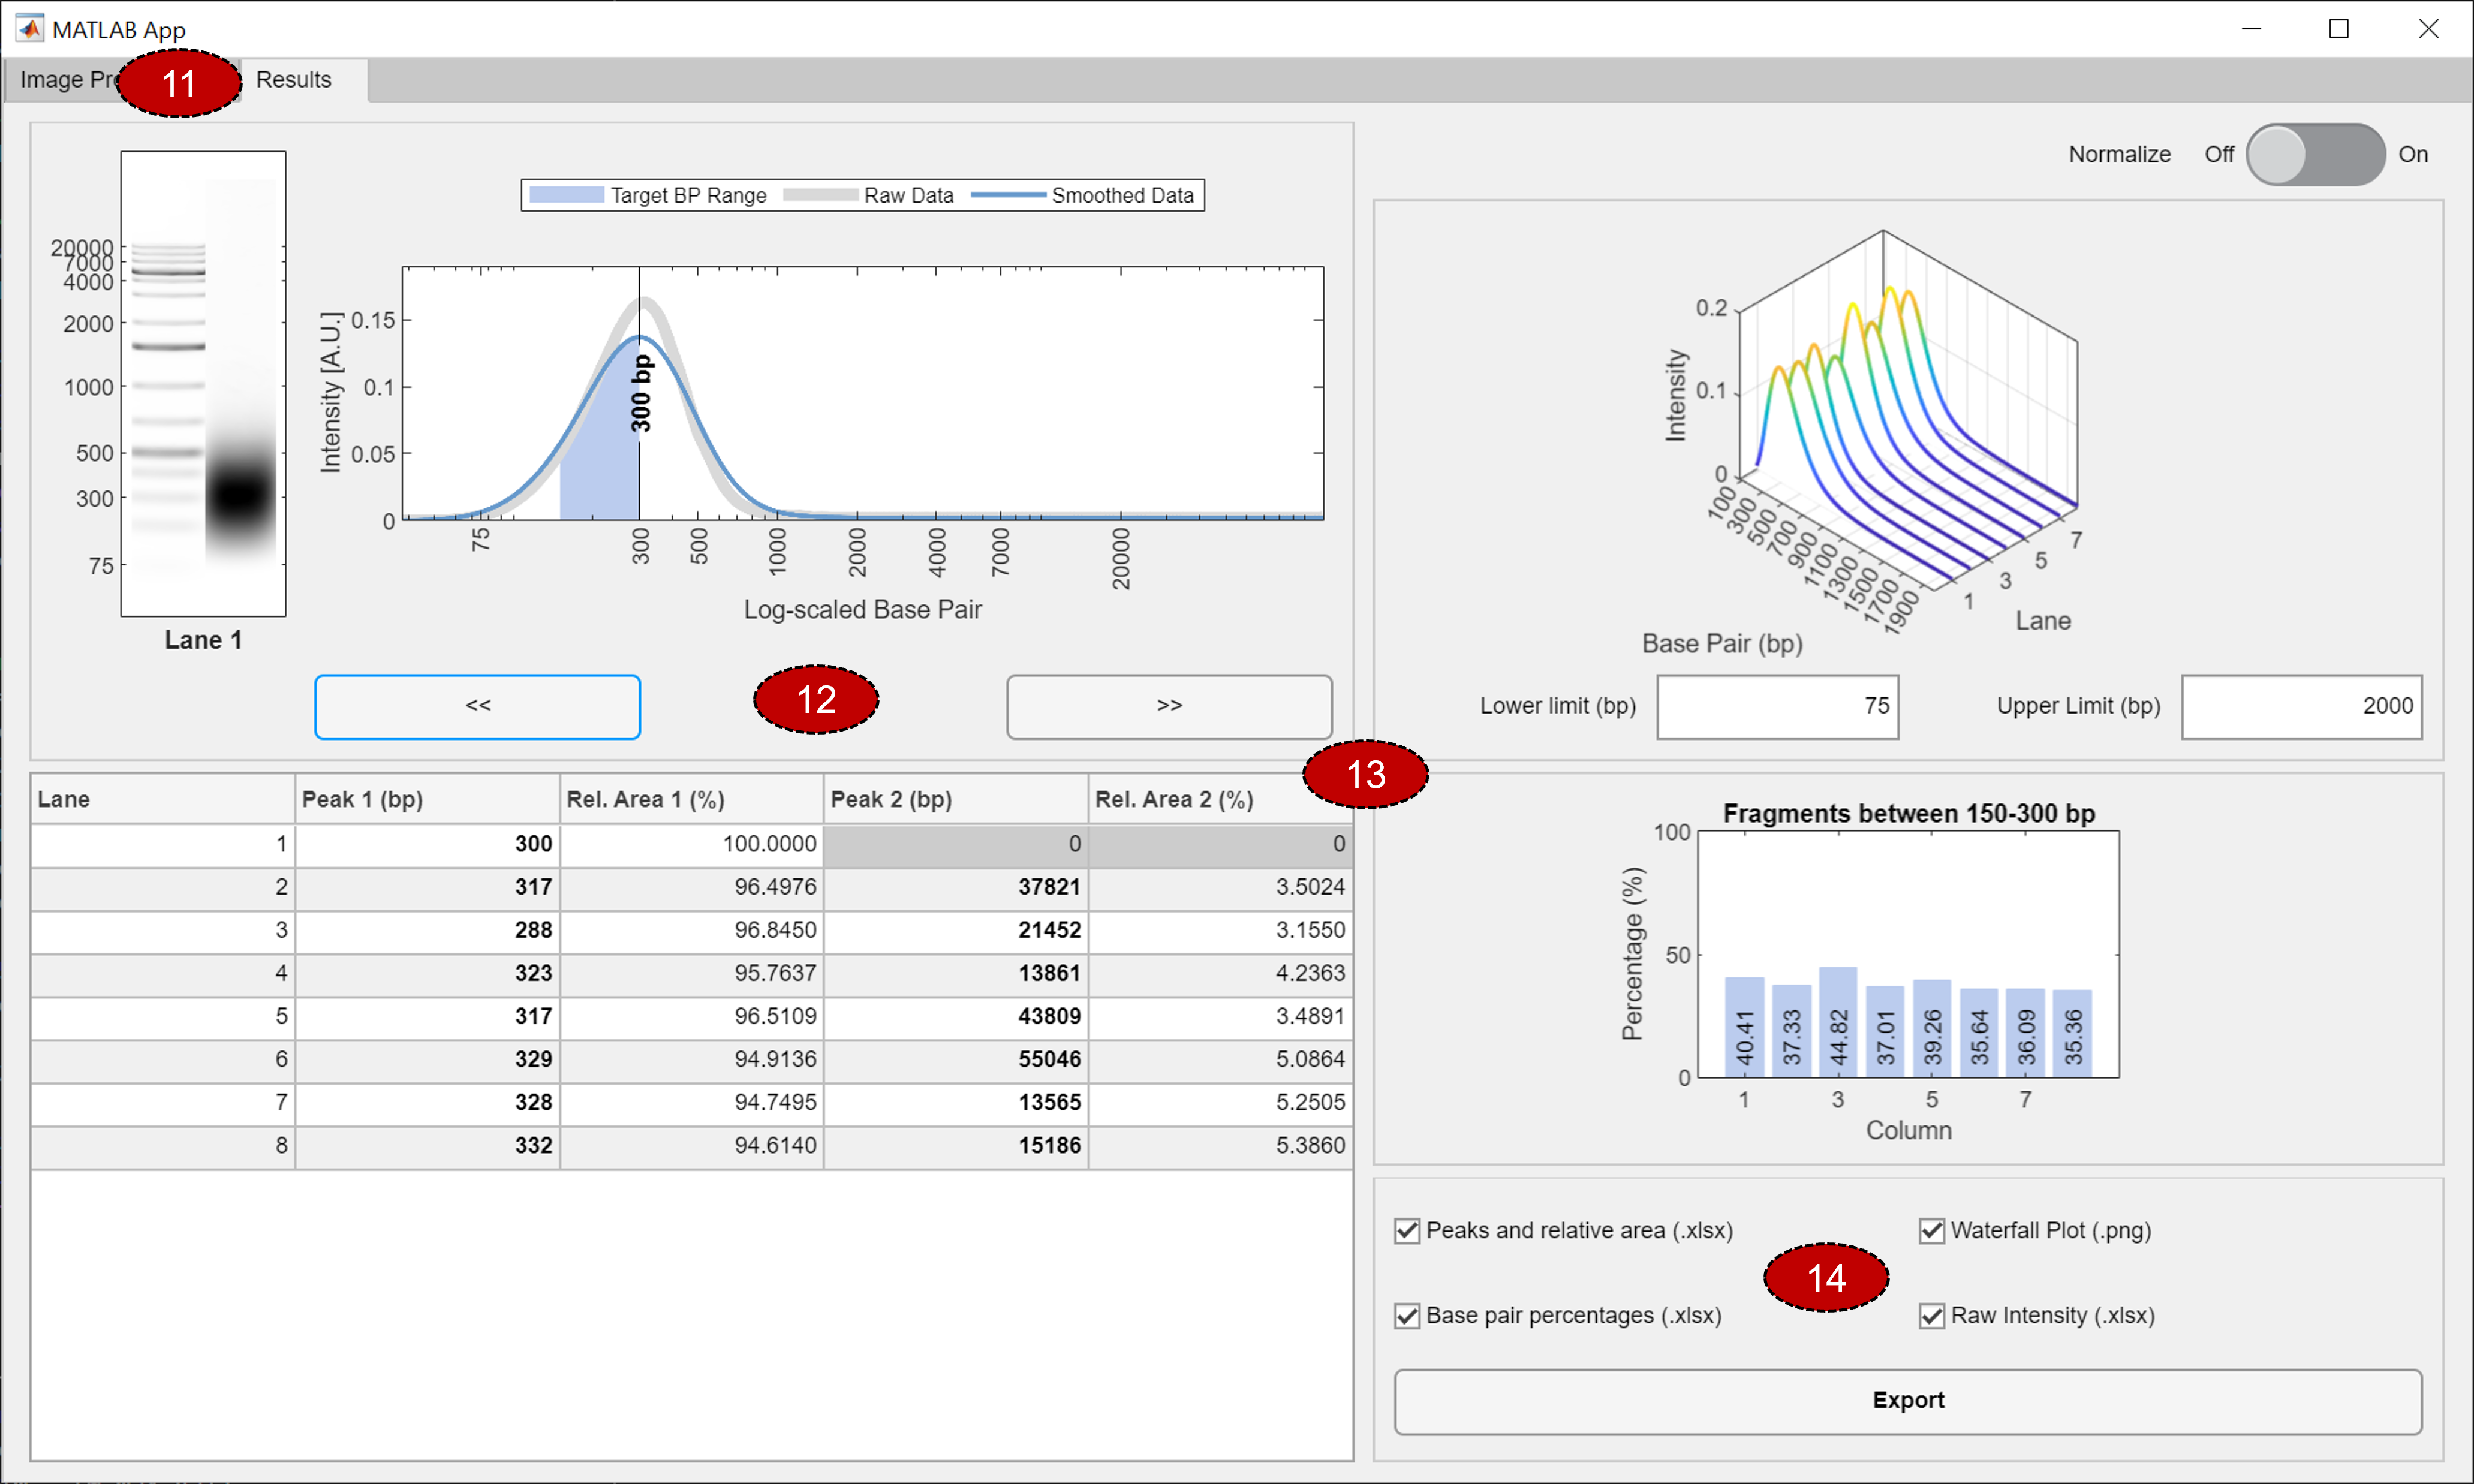 MATLAB App
Image Pr
11
Results
Normalize Off On
Target BP Range Raw Data Smoothed Data
20000
7000
4000
2000
1000
500
300
75
Lane 1
Intensity [A.U.]
0.15
0.1
0.05
0
300 bp
75 300 500 1000 2000 4000 7000 20000
Log-scaled Base Pair
<< 12 >>
Intensity
0.2
0.1
0
100 300 500 700 900 1100 1300 1500 1700 1900
1 3 5 7
Lane
Base Pair (bp)
Lower limit (bp) 75 Upper Limit (bp) 2000
13
Lane Peak 1 (bp) Rel. Area 1 (%) Peak 2 (bp) Rel. Area 2 (%)
1 300 100.0000 0 0
2 317 96.4976 37821 3.5024
3 288 96.8450 21452 3.1550
4 323 95.7637 13861 4.2363
5 317 96.5109 43809 3.4891
6 329 94.9136 55046 5.0864
7 328 94.7495 13565 5.2505
8 332 94.6140 15186 5.3860
Fragments between 150-300 bp
Percentage (%)
100
50
0
40.41 37.33 44.82 37.01 39.26 35.64 36.09 35.36
1 3 5 7
Column
Peaks and relative area (.xlsx) Waterfall Plot (.png)
14
Base pair percentages (.xlsx) Raw Intensity (.xlsx)
Export